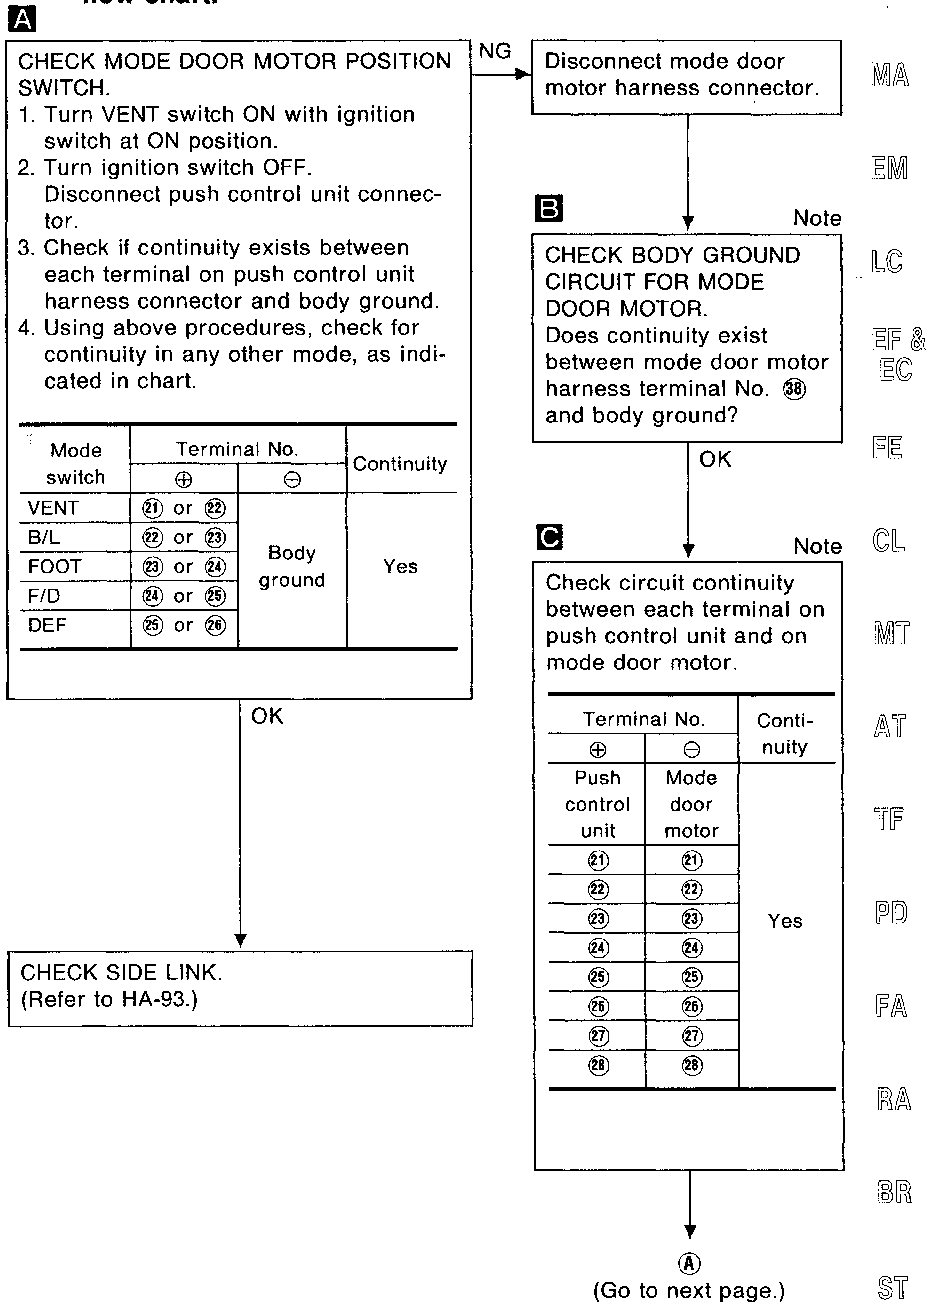 flow chart.
A
CHECK MODE DOOR MOTOR POSITION
SWITCH.
1. Turn VENT switch ON with ignition
switch at ON position.
2. Turn ignition switch OFF.
Disconnect push control unit connec-
tor.
3. Check if continuity exists between
each terminal on push control unit
harness connector and body ground.
4. Using above procedures, check for
continuity in any other mode, as indi-
cated in chart.
Mode switch Terminal No. Continuity
⊕ ⊖
VENT ㉑ or ㉒
B/L ㉒ or ㉓
FOOT ㉓ or ㉔
F/D ㉔ or ㉕
DEF ㉕ or ㉖
Body
ground
Yes
OK
CHECK SIDE LINK.
(Refer to HA-93.)
NG
Disconnect mode door
motor harness connector.
B
Note
CHECK BODY GROUND
CIRCUIT FOR MODE
DOOR MOTOR.
Does continuity exist
between mode door motor
harness terminal No. ㊳
and body ground?
OK
C
Note
Check circuit continuity
between each terminal on
push control unit and on
mode door motor.
Terminal No. Conti-
nuity
⊕ ⊖
Push Mode
control door
unit motor
㉑ ㉑
㉒ ㉒
㉓ ㉓
㉔ ㉔
㉕ ㉕
㉖ ㉖
㉗ ㉗
㉘ ㉘
Yes
Ⓐ
(Go to next page.)
MA
EM
LC
EF &
EC
FE
CL
MT
AT
TF
PD
FA
RA
BR
ST